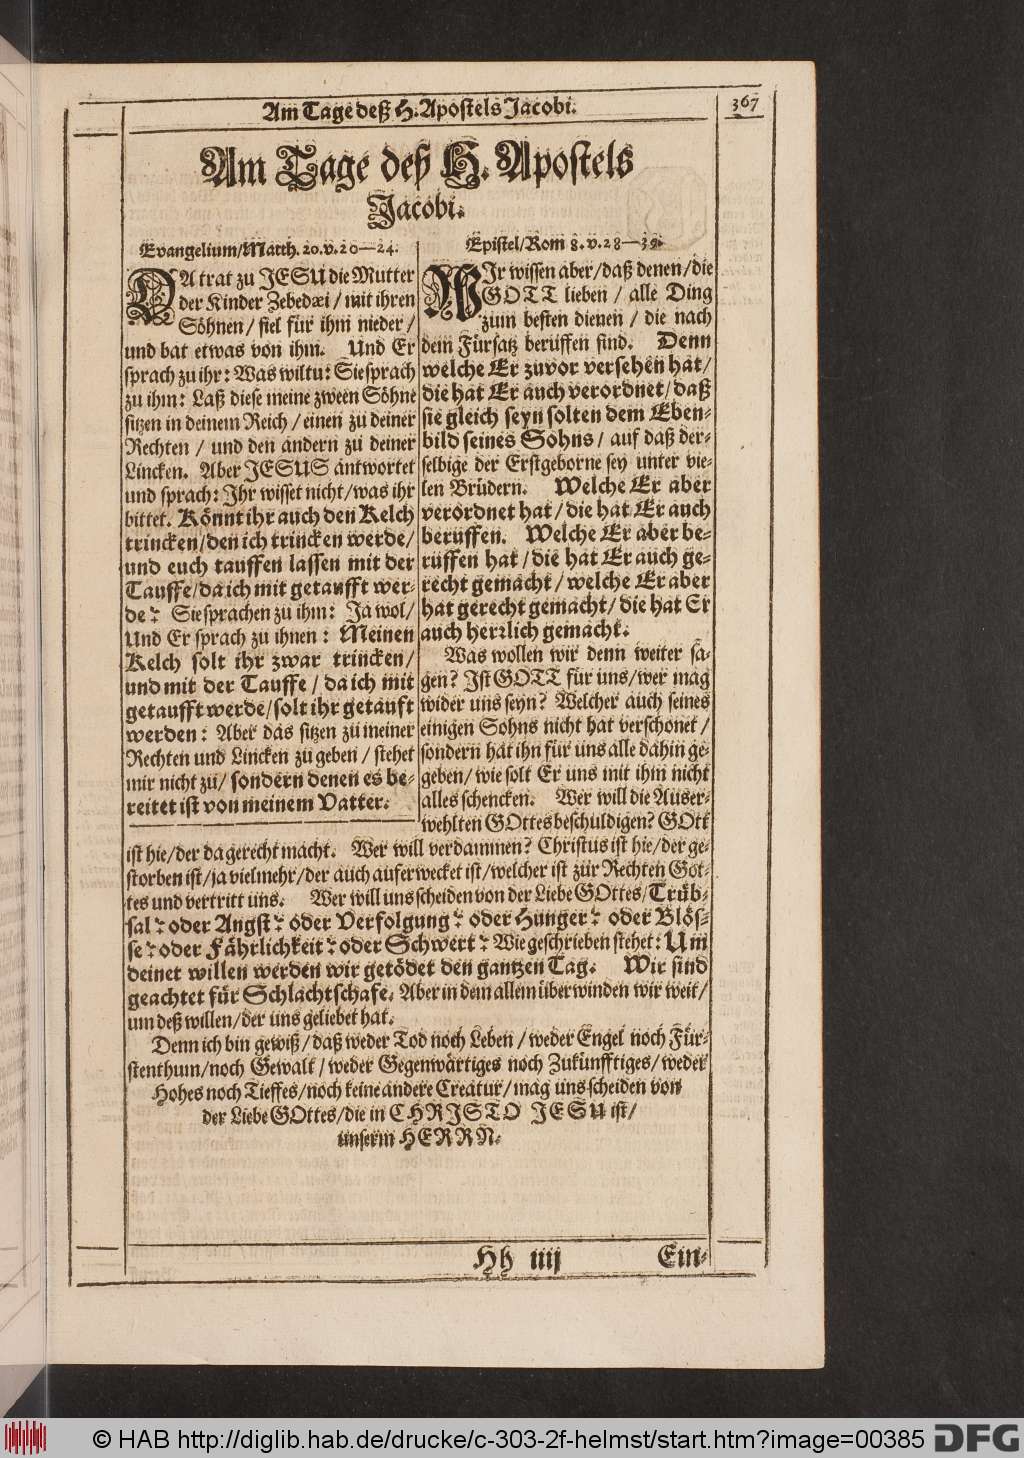 Am Tage deß H. Apostels Jacobi.
367
Am Tage deß H. Apostels
Jacobi.
Evangelium/Matth. 20. v. 20—24.
DA trat zu JESU die Mutter
der Kinder Zebedæi / mit ihren
Söhnen / fiel für ihm nieder /
und bat etwas von ihm. Und Er
sprach zu ihr: Was wiltu? Sie sprach
zu ihm: Laß diese meine zween Söhne
sitzen in deinem Reich / einen zu deiner
Rechten / und den andern zu deiner
Lincken. Aber JESUS antwortet
und sprach: Ihr wisset nicht / was ihr
bittet. Könnt ihr auch den Kelch
trincken / den ich trincken werde /
und euch tauffen lassen mit der
Tauffe / da ich mit getaufft wer-
de? Sie sprachen zu ihm: Ja wol /
Und Er sprach zu ihnen: Meinen
Kelch solt ihr zwar trincken /
und mit der Tauffe / da ich mit
getaufft werde / solt ihr getauft
werden: Aber das sitzen zu meiner
Rechten und Lincken zu geben / stehet
mir nicht zu / sondern denen es be-
reitet ist von meinem Vatter.
Epistel / Rom 8. v. 28—39.
WIr wissen aber / daß denen / die
GOTT lieben / alle Ding
zum besten dienen / die nach
dem Fürsatz beruffen sind. Denn
welche Er zuvor versehen hat /
die hat Er auch verordnet / daß
sie gleich seyn solten dem Eben-
bild seines Sohns / auf daß der-
selbige der Erstgeborne sey unter vie-
len Brüdern. Welche Er aber
verordnet hat / die hat Er auch
beruffen. Welche Er aber be-
ruffen hat / die hat Er auch ge-
recht gemacht / welche Er aber
hat gerecht gemacht / die hat Er
auch herzlich gemacht.
Was wollen wir denn weiter sa-
gen? Ist GOTT für uns / wer mag
wider uns seyn? Welcher auch seines
einigen Sohns nicht hat verschonet /
sondern hat ihn für uns alle dahin ge-
geben / wie solt Er uns mit ihm nicht
alles schencken. Wer will die Auser-
wehlten GOttes beschuldigen? GOtt
ist hie / der da gerecht macht. Wer will verdammen? Christus ist hie / der ge-
storben ist / ja vielmehr / der auch auferwecket ist / welcher ist zur Rechten Got-
tes und vertritt uns. Wer will uns scheiden von der Liebe GOttes / Trüb-
sal? oder Angst? oder Verfolgung? oder Hunger? oder Blös-
se? oder Fährlichkeit? oder Schwert? Wie geschrieben stehet: Um
deinet willen werden wir getödet den gantzen Tag. Wir sind
geachtet für Schlachtschafe. Aber in dem allem überwinden wir weit /
um deß willen / der uns geliebet hat.
Denn ich bin gewiß / daß weder Tod noch Leben / weder Engel noch Für-
stenthum / noch Gewalt / weder Gegenwärtiges noch Zukünfftiges / weder
Hohes noch Tieffes / noch keine andere Creatur / mag uns scheiden von
der Liebe GOttes / die in CHRISTO JESU ist /
unserm HERRN.
Hh iiij
Ein-
© HAB http://diglib.hab.de/drucke/c-303-2f-helmst/start.htm?image=00385
DFG